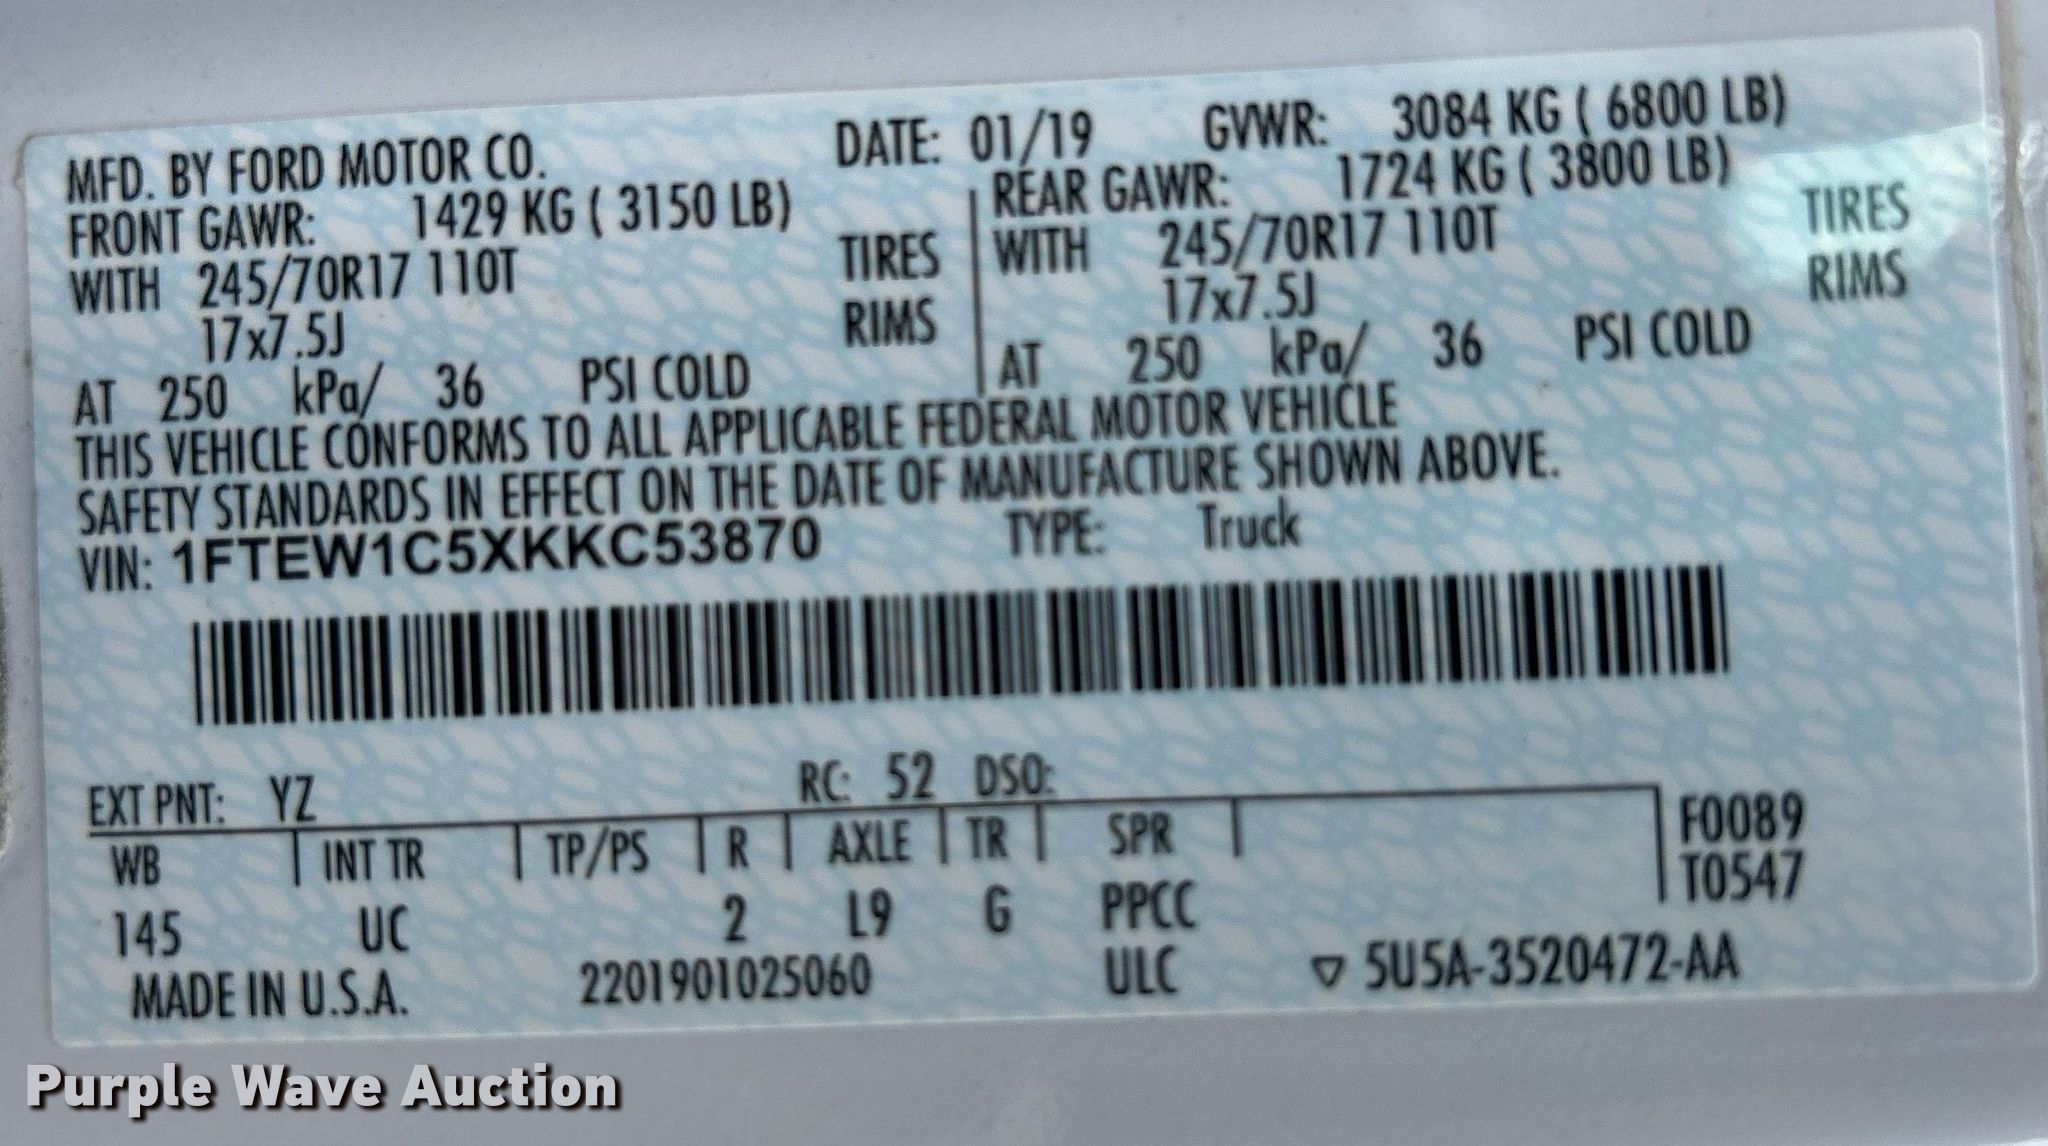 MFD. BY FORD MOTOR CO. DATE: 01/19 GVWR: 3084 KG ( 6800 LB)
FRONT GAWR: 1429 KG ( 3150 LB) REAR GAWR: 1724 KG ( 3800 LB)
WITH 245/70R17 110T TIRES WITH 245/70R17 110T TIRES
17x7.5J RIMS 17x7.5J RIMS
AT 250 kPa/ 36 PSI COLD AT 250 kPa/ 36 PSI COLD
THIS VEHICLE CONFORMS TO ALL APPLICABLE FEDERAL MOTOR VEHICLE
SAFETY STANDARDS IN EFFECT ON THE DATE OF MANUFACTURE SHOWN ABOVE.
VIN: 1FTEW1C5XKKC53870 TYPE: Truck
EXT PNT: YZ RC: 52 DSO:
WB INT TR TP/PS R AXLE TR SPR F0089
T0547
145 UC 2 L9 G PPCC
MADE IN U.S.A. 2201901025060 ULC ▽ 5U5A-3520472-AA
Purple Wave Auction